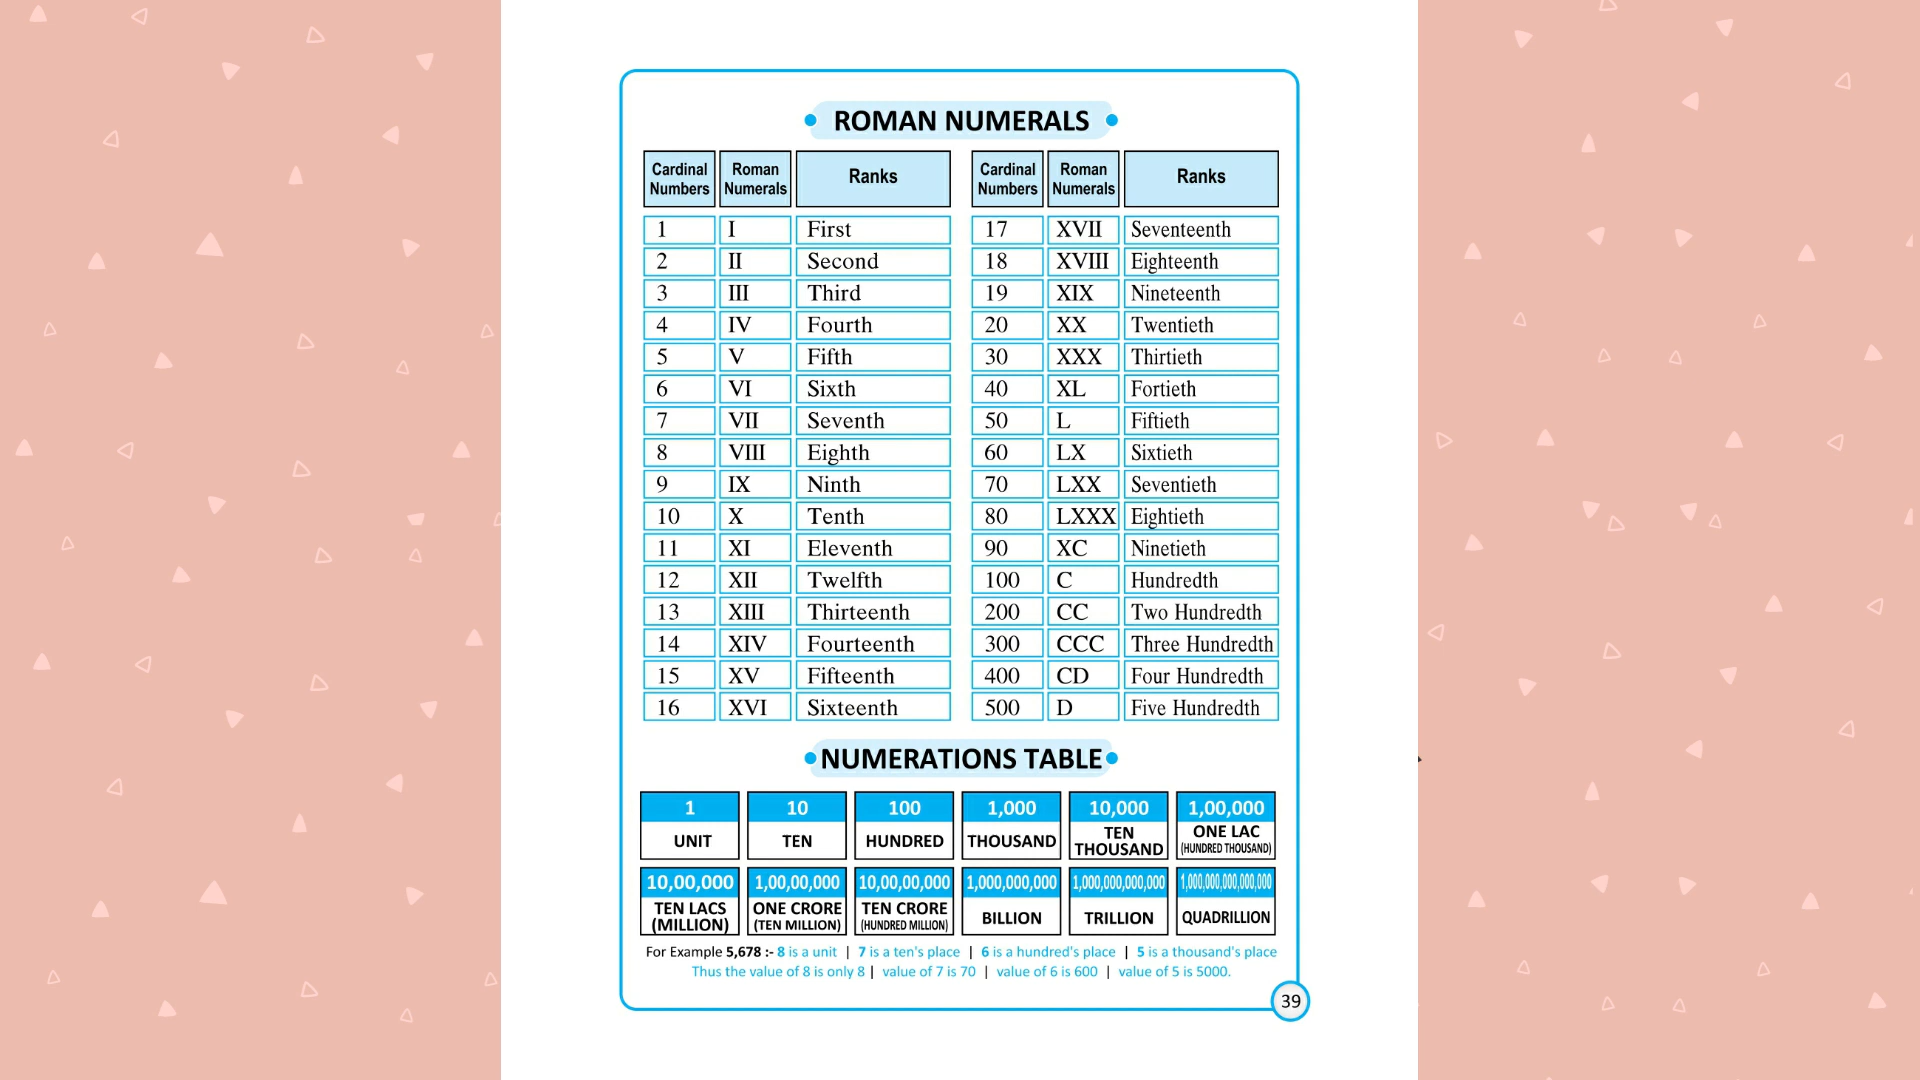 ROMAN NUMERALS
Cardinal Numbers Roman Numerals Ranks
1 I First
2 II Second
3 III Third
4 IV Fourth
5 V Fifth
6 VI Sixth
7 VII Seventh
8 VIII Eighth
9 IX Ninth
10 X Tenth
11 XI Eleventh
12 XII Twelfth
13 XIII Thirteenth
14 XIV Fourteenth
15 XV Fifteenth
16 XVI Sixteenth
Cardinal Numbers Roman Numerals Ranks
17 XVII Seventeenth
18 XVIII Eighteenth
19 XIX Nineteenth
20 XX Twentieth
30 XXX Thirtieth
40 XL Fortieth
50 L Fiftieth
60 LX Sixtieth
70 LXX Seventieth
80 LXXX Eightieth
90 XC Ninetieth
100 C Hundredth
200 CC Two Hundredth
300 CCC Three Hundredth
400 CD Four Hundredth
500 D Five Hundredth
NUMERATIONS TABLE
1 10 100 1,000 10,000 1,00,000
UNIT TEN HUNDRED THOUSAND TEN THOUSAND ONE LAC (HUNDRED THOUSAND)
10,00,000 1,00,00,000 10,00,00,000 1,000,000,000 1,000,000,000,000 1,000,000,000,000,000
TEN LACS (MILLION) ONE CRORE (TEN MILLION) TEN CRORE (HUNDRED MILLION) BILLION TRILLION QUADRILLION
For Example 5,678 :- 8 is a unit | 7 is a ten's place | 6 is a hundred's place | 5 is a thousand's place
Thus the value of 8 is only 8 | value of 7 is 70 | value of 6 is 600 | value of 5 is 5000.
39